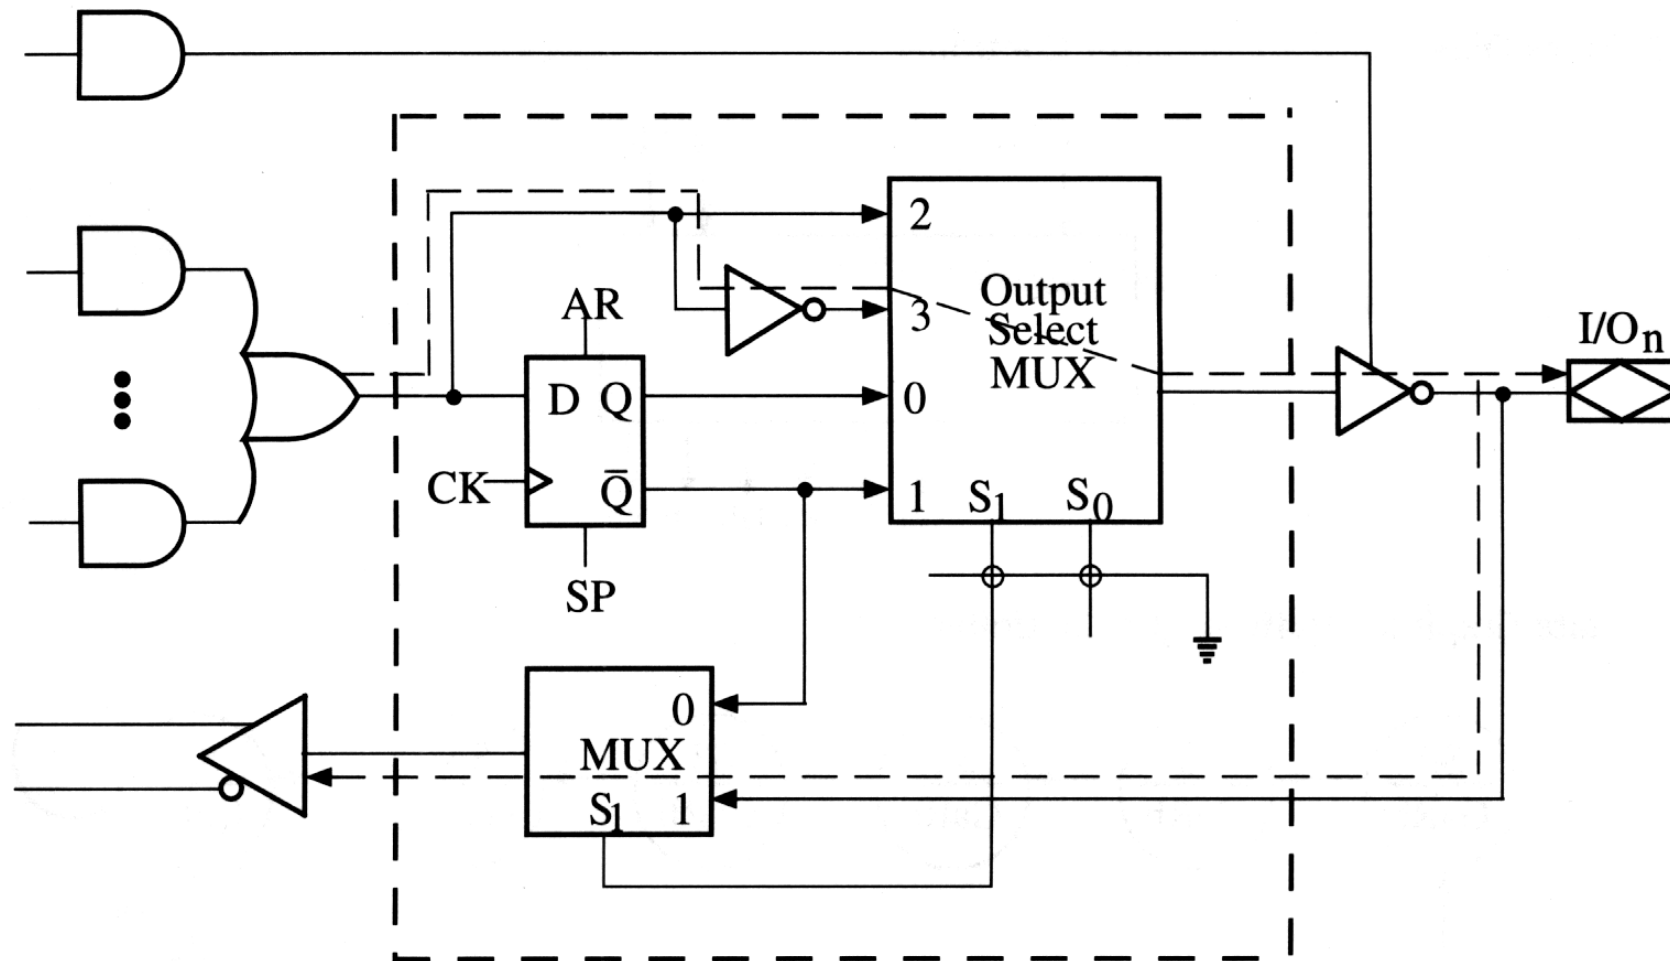 2
Output
Select
MUX
3
I/On
AR
D Q
0
CK
Q̅
1 S1 S0
SP
0
MUX
S1 1